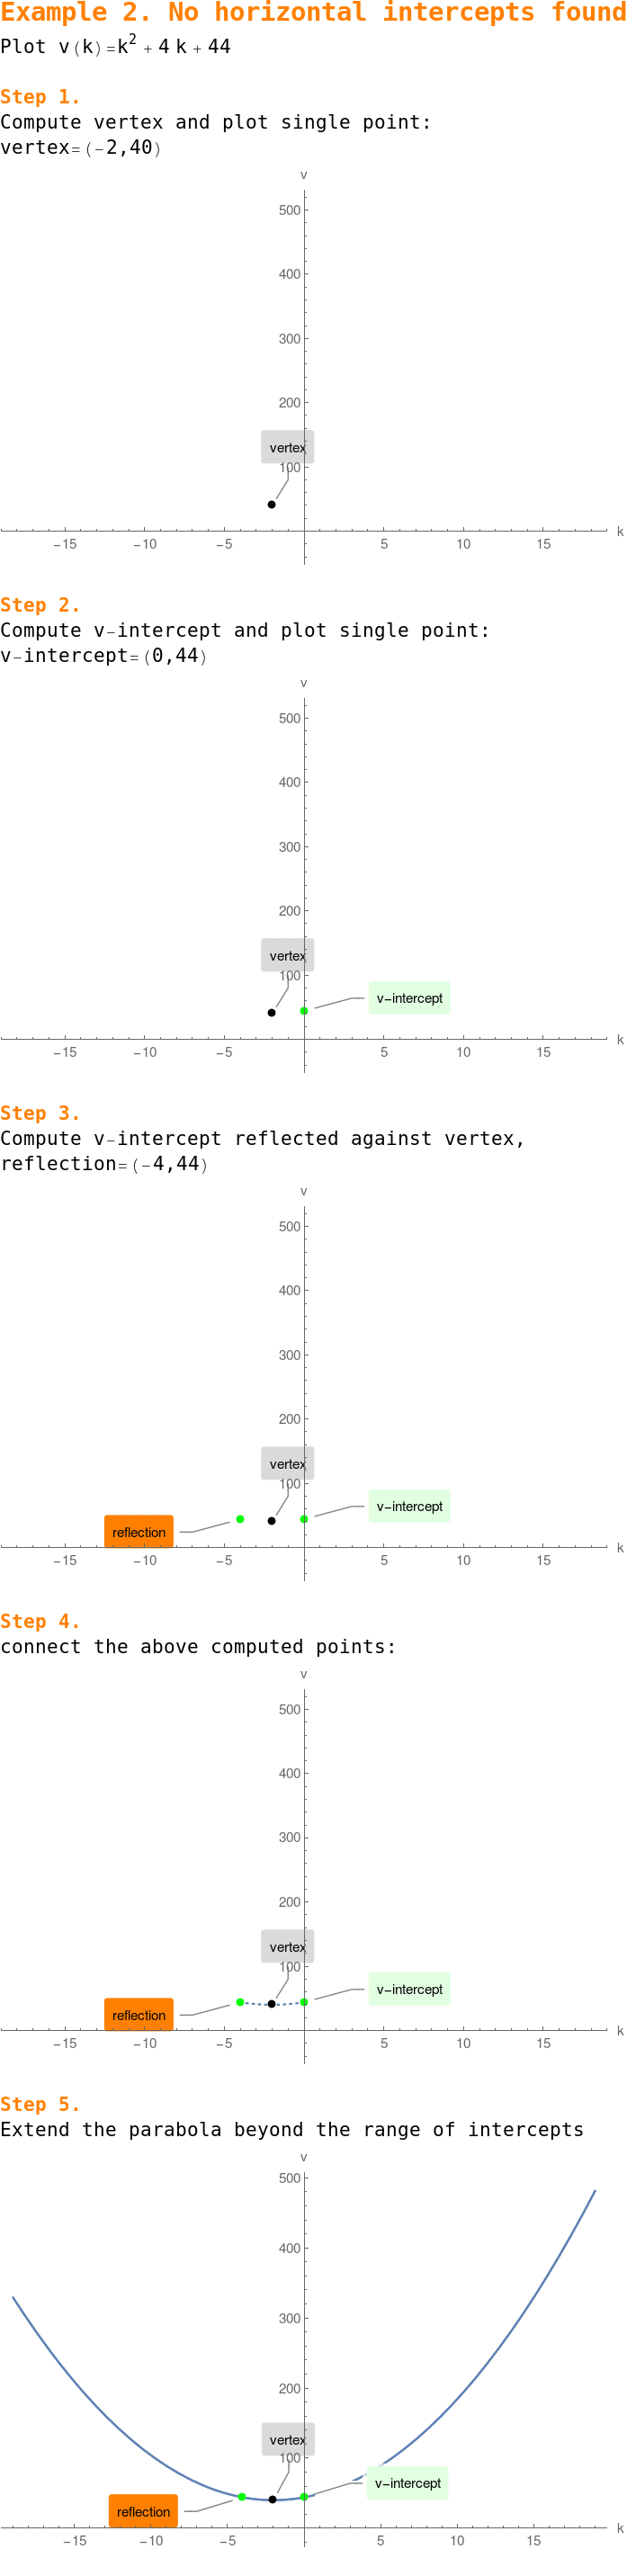 Example 2. No horizontal intercepts found
Plot v(k)=k² + 4 k + 44
Step 1.
Compute vertex and plot single point:
vertex=(-2,40)
v
500
400
300
200
vertex
100
k
-15 -10 -5 5 10 15
Step 2.
Compute v-intercept and plot single point:
v-intercept=(0,44)
v
500
400
300
200
vertex
100
v-intercept
k
-15 -10 -5 5 10 15
Step 3.
Compute v-intercept reflected against vertex,
reflection=(-4,44)
v
500
400
300
200
vertex
100
v-intercept
reflection
k
-15 -10 -5 5 10 15
Step 4.
connect the above computed points:
v
500
400
300
200
vertex
100
v-intercept
reflection
k
-15 -10 -5 5 10 15
Step 5.
Extend the parabola beyond the range of intercepts
v
500
400
300
200
vertex
100
v-intercept
reflection
k
-15 -10 -5 5 10 15